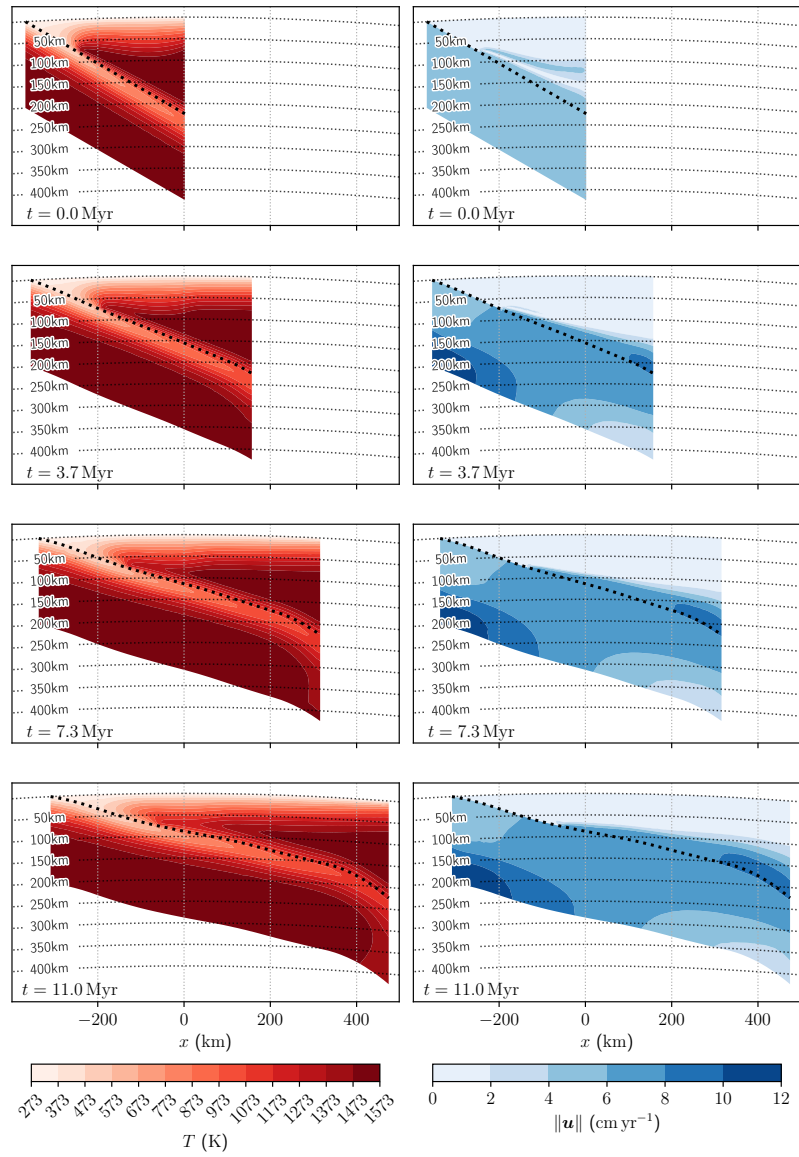 50km
100km
150km
200km
250km
300km
350km
400km
t = 0.0 Myr
50km
100km
150km
200km
250km
300km
350km
400km
t = 0.0 Myr
50km
100km
150km
200km
250km
300km
350km
400km
t = 3.7 Myr
50km
100km
150km
200km
250km
300km
350km
400km
t = 3.7 Myr
50km
100km
150km
200km
250km
300km
350km
400km
t = 7.3 Myr
50km
100km
150km
200km
250km
300km
350km
400km
t = 7.3 Myr
50km
100km
150km
200km
250km
300km
350km
400km
t = 11.0 Myr
−200 0 200 400
x (km)
50km
100km
150km
200km
250km
300km
350km
400km
t = 11.0 Myr
−200 0 200 400
x (km)
273 373 473 573 673 773 873 973 1073 1173 1273 1373 1473 1573
T (K)
0 2 4 6 8 10 12
‖u‖ (cm yr⁻¹)